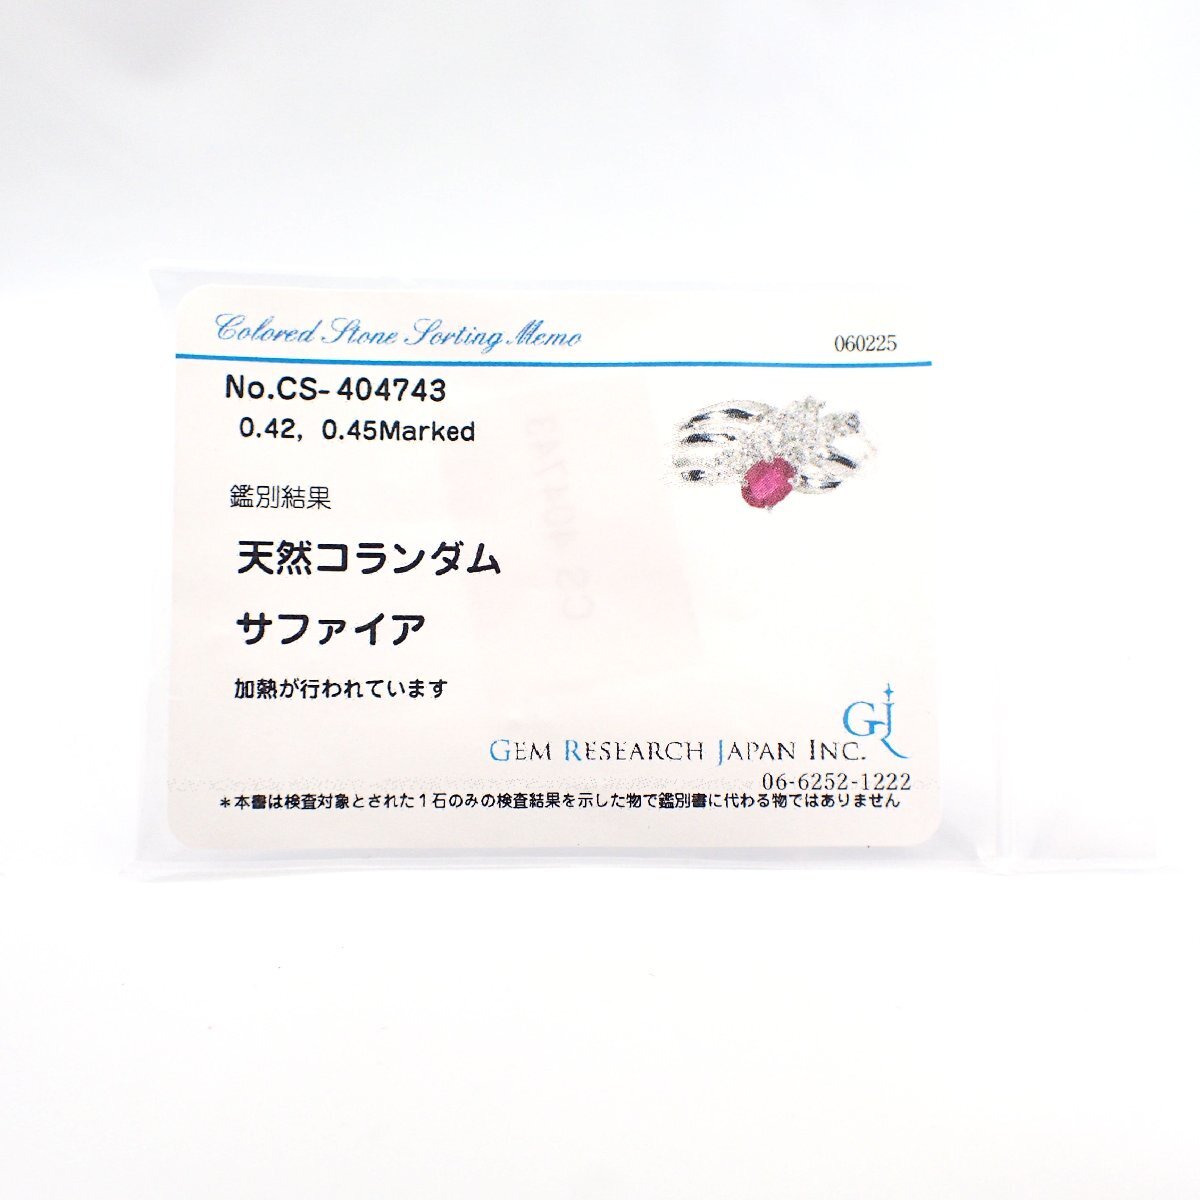 Colored Stone Sorting Memo
060225
No.CS-404743
0.42, 0.45Marked
鑑別結果
天然コランダム
サファイア
加熱が行われています
GJ
GEM RESEARCH JAPAN INC.
06-6252-1222
*本書は検査対象とされた1石のみの検査結果を示した物で鑑別書に代わる物ではありません